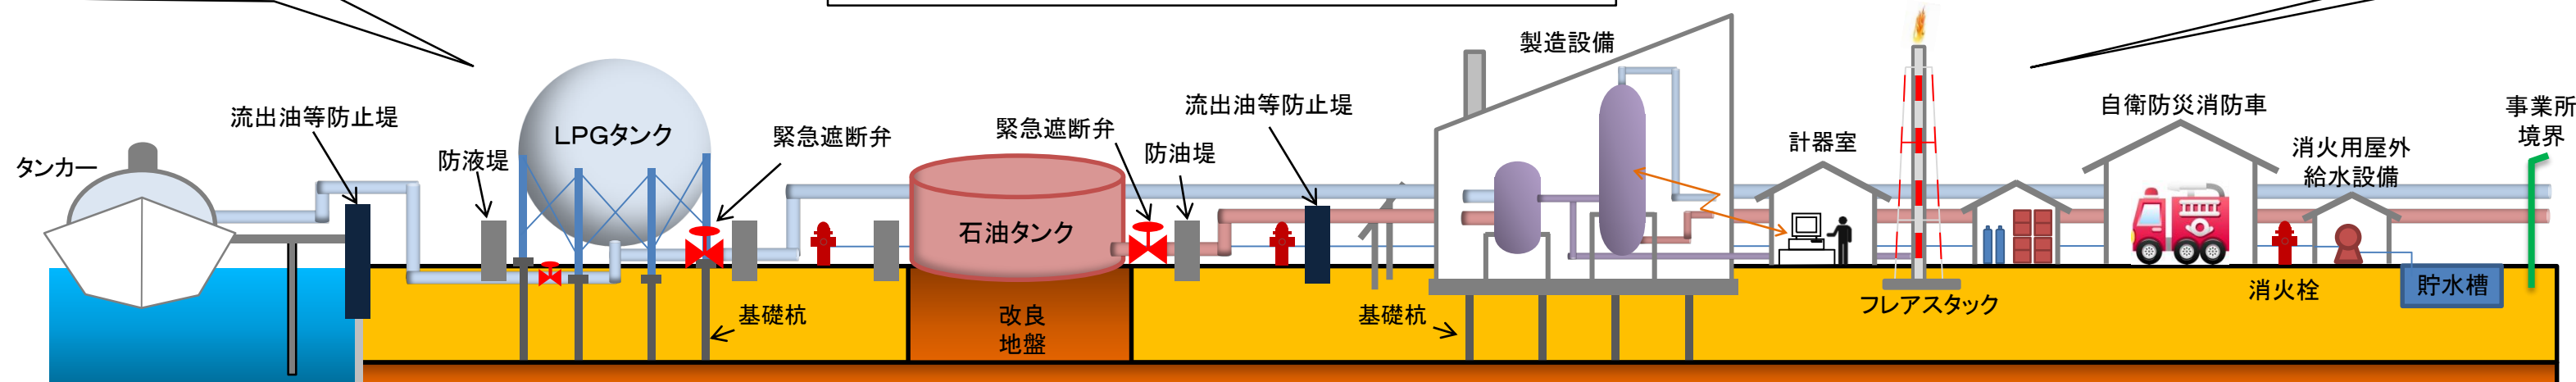 タンカー
流出油等防止堤
防液堤
LPGタンク
緊急遮断弁
基礎杭
石油タンク
改良
地盤
緊急遮断弁
防油堤
流出油等防止堤
基礎杭
製造設備
計器室
フレアスタック
自衛防災消防車
消火用屋外
給水設備
消火栓
貯水槽
事業所
境界